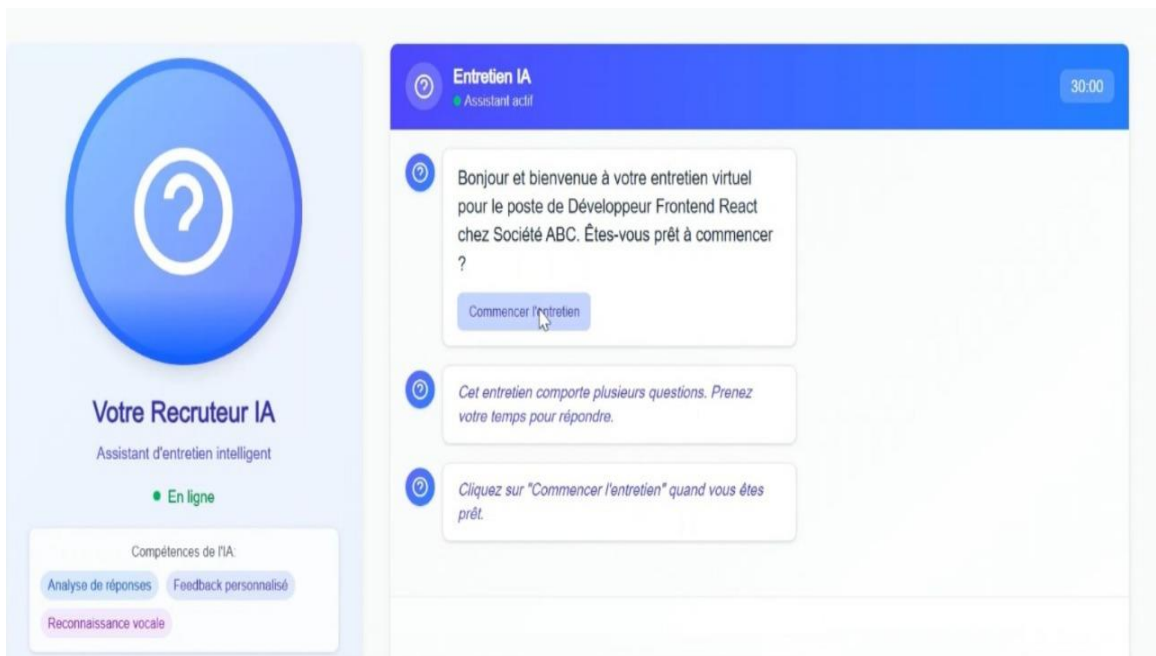 Votre Recruteur IA
Assistant d'entretien intelligent
En ligne
Compétences de l'IA:
Analyse de réponses
Feedback personnalisé
Reconnaissance vocale
Entretien IA
Assistant actif
30:00
Bonjour et bienvenue à votre entretien virtuel
pour le poste de Développeur Frontend React
chez Société ABC. Êtes-vous prêt à commencer
?
Commencer l'entretien
Cet entretien comporte plusieurs questions. Prenez
votre temps pour répondre.
Cliquez sur "Commencer l'entretien" quand vous êtes
prêt.